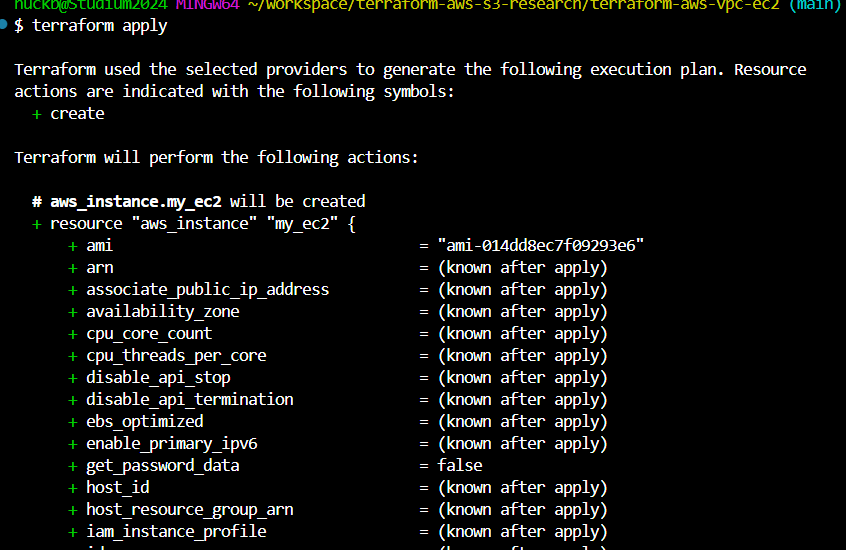 huckb@Studium2024 MINGW64 ~/workspace/terraform-aws-s3-research/terraform-aws-vpc-ec2 (main)
$ terraform apply
Terraform used the selected providers to generate the following execution plan. Resource
actions are indicated with the following symbols:
+ create
Terraform will perform the following actions:
# aws_instance.my_ec2 will be created
+ resource "aws_instance" "my_ec2" {
+ ami = "ami-014dd8ec7f09293e6"
+ arn = (known after apply)
+ associate_public_ip_address = (known after apply)
+ availability_zone = (known after apply)
+ cpu_core_count = (known after apply)
+ cpu_threads_per_core = (known after apply)
+ disable_api_stop = (known after apply)
+ disable_api_termination = (known after apply)
+ ebs_optimized = (known after apply)
+ enable_primary_ipv6 = (known after apply)
+ get_password_data = false
+ host_id = (known after apply)
+ host_resource_group_arn = (known after apply)
+ iam_instance_profile = (known after apply)